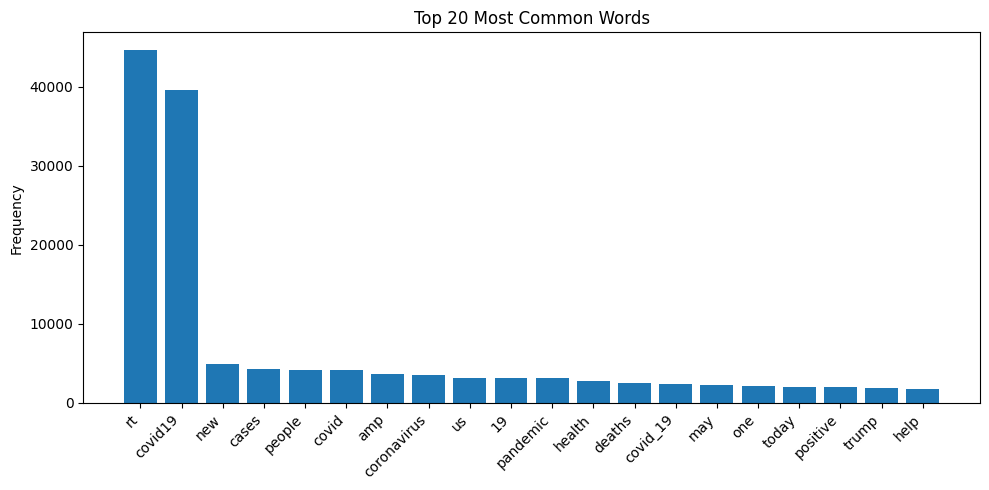 Top 20 Most Common Words
Frequency
40000
30000
20000
10000
0
rt
covid19
new
cases
people
covid
amp
coronavirus
us
19
pandemic
health
deaths
covid_19
may
one
today
positive
trump
help